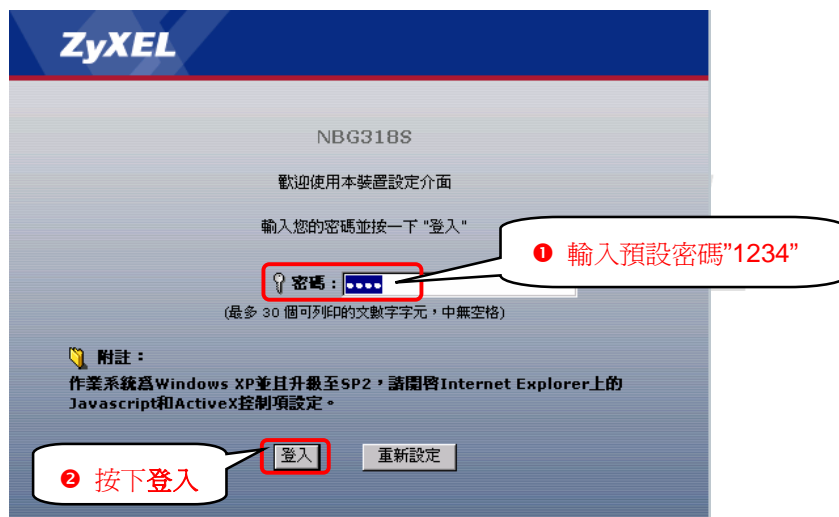 ZyXEL
NBG318S
歡迎使用本裝置設定介面
輸入您的密碼並按一下 "登入"
❶ 輸入預設密碼”1234”
密碼：••••
(最多 30 個可列印的文數字字元，中無空格)
附註：
作業系統為Windows XP並且升級至SP2，請開啓Internet Explorer上的
Javascript和ActiveX控制項設定。
登入 重新設定
❷ 按下登入